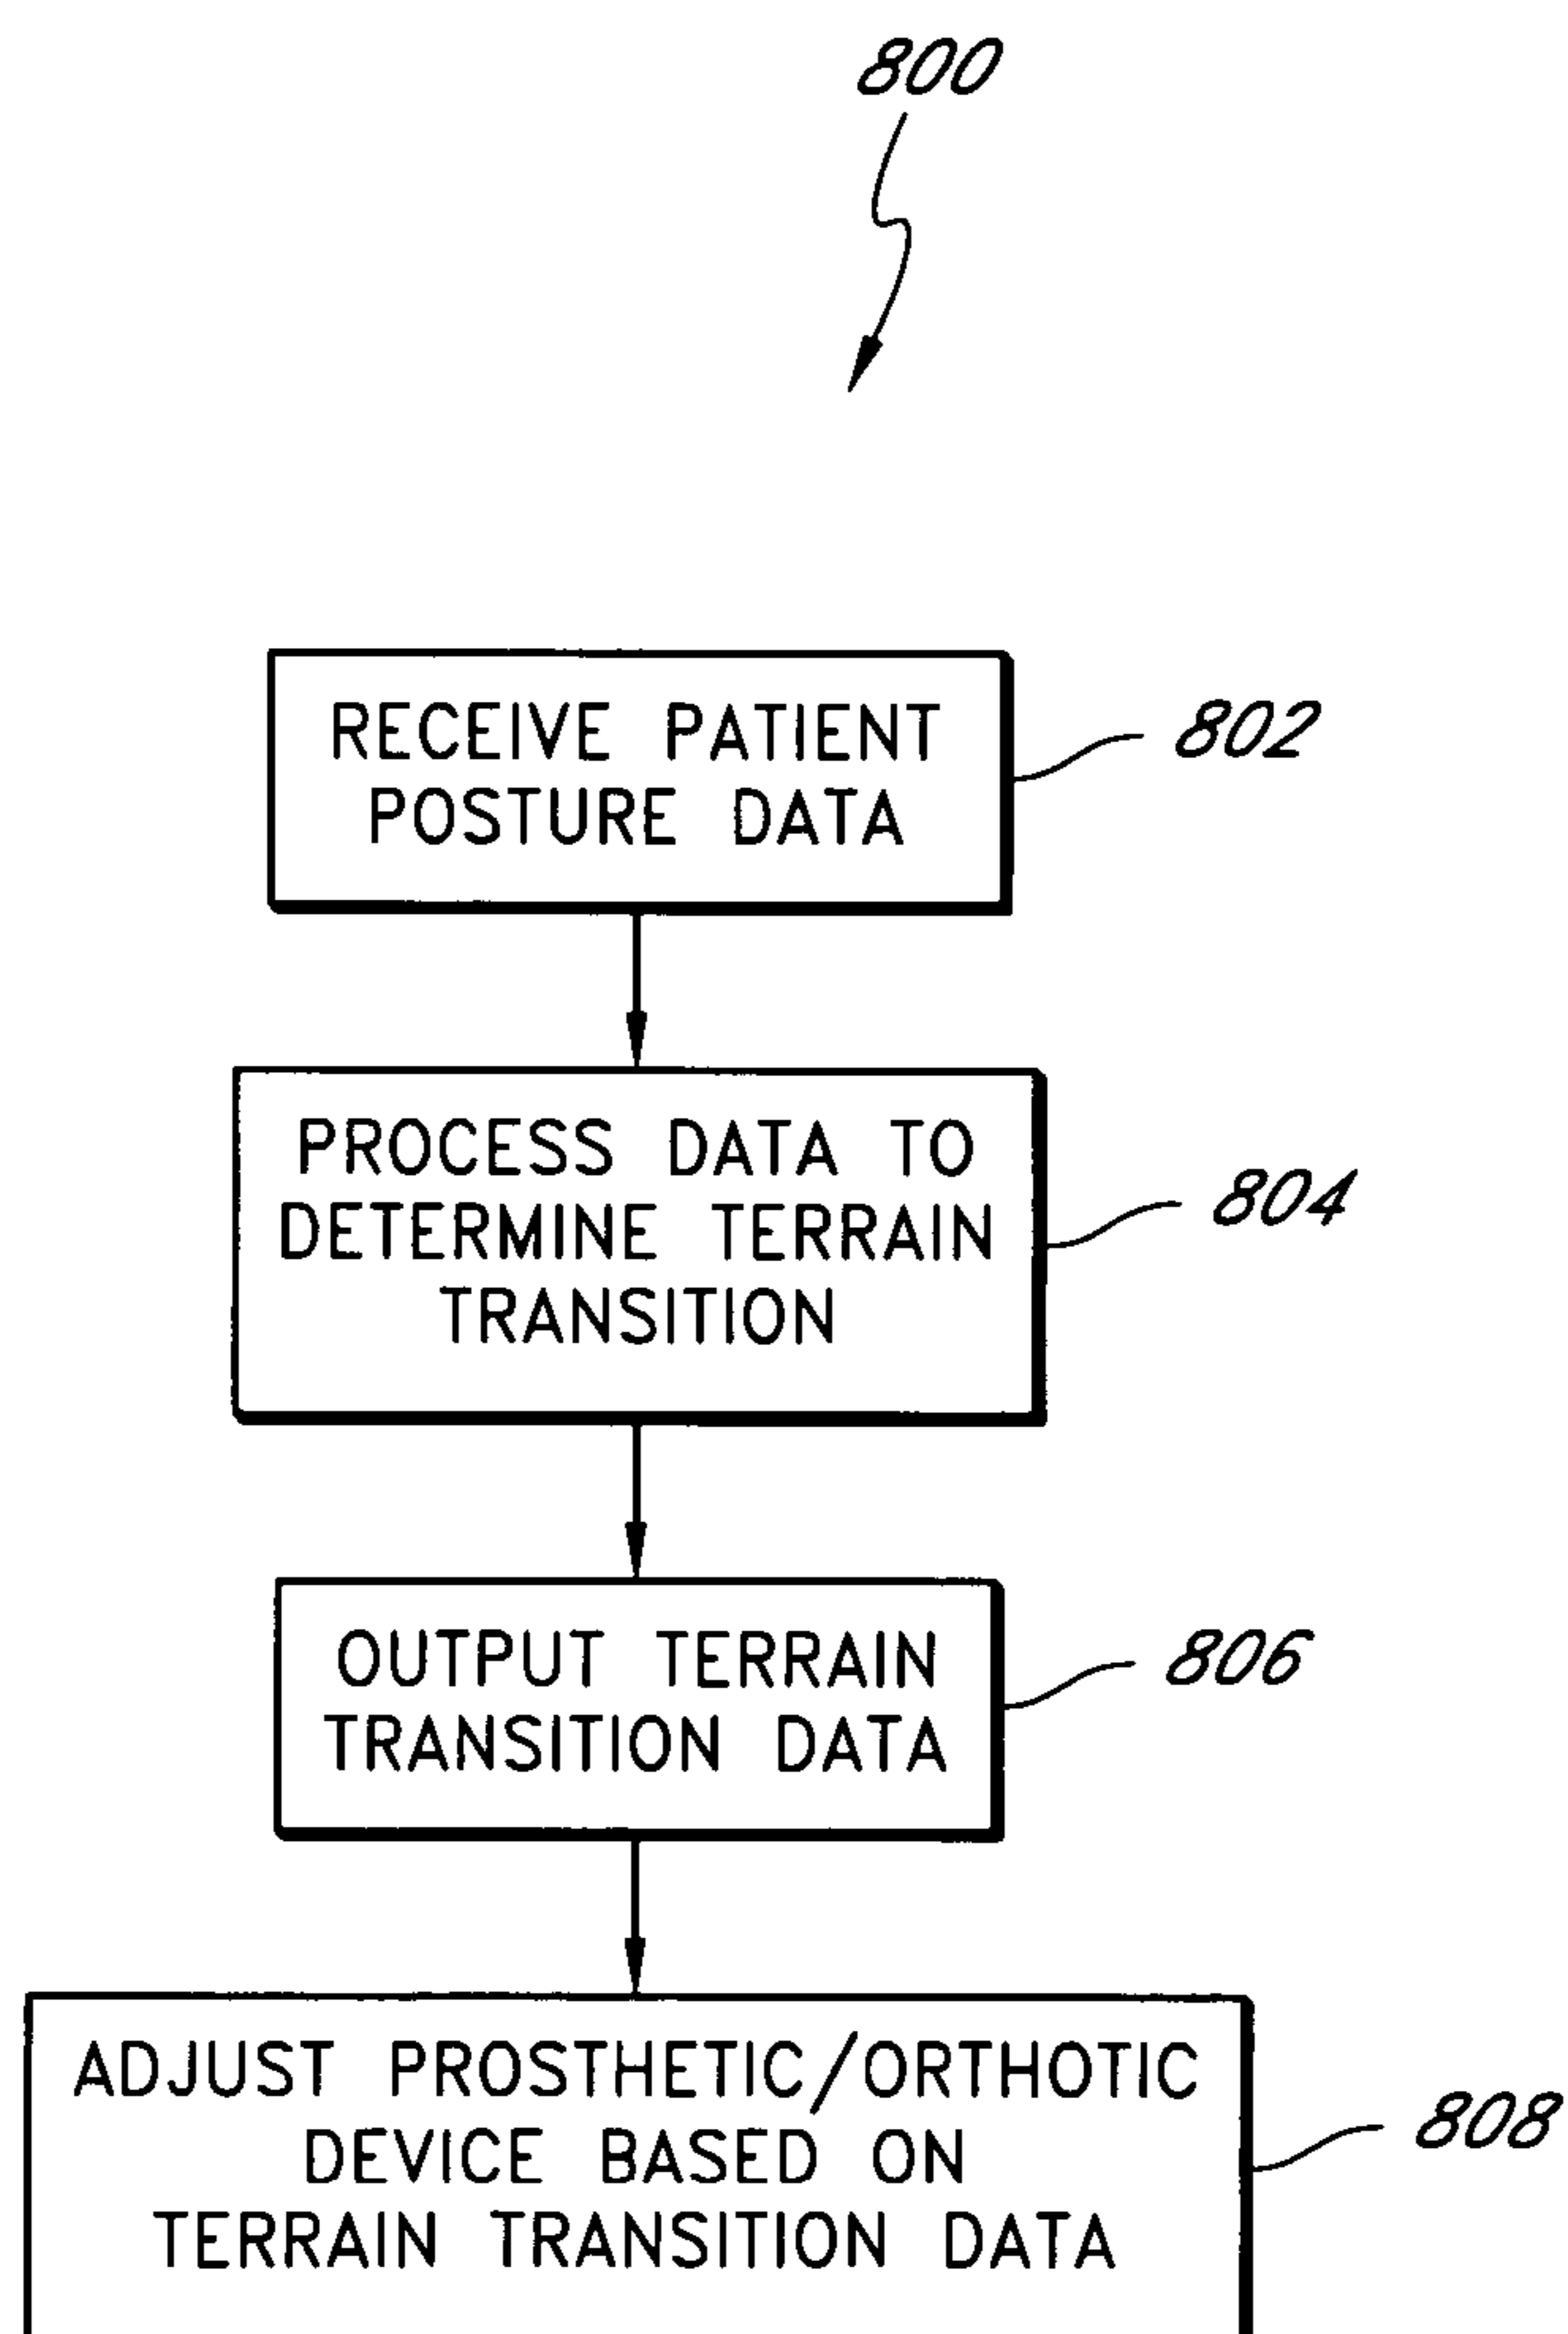 800
RECEIVE PATIENT
POSTURE DATA
802
PROCESS DATA TO
DETERMINE TERRAIN
TRANSITION
804
OUTPUT TERRAIN
TRANSITION DATA
806
ADJUST PROSTHETIC/ORTHOTIC
DEVICE BASED ON
TERRAIN TRANSITION DATA
808